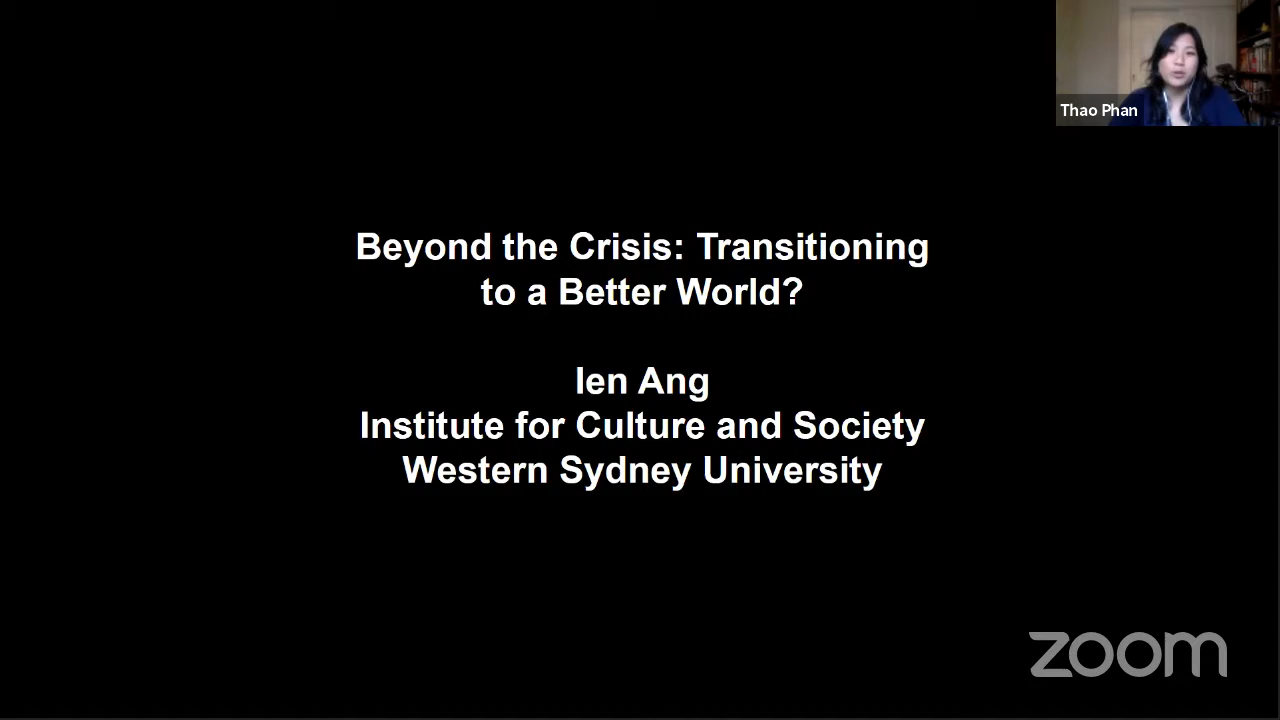 Thao Phan
Beyond the Crisis: Transitioning
to a Better World?
Ien Ang
Institute for Culture and Society
Western Sydney University
zoom